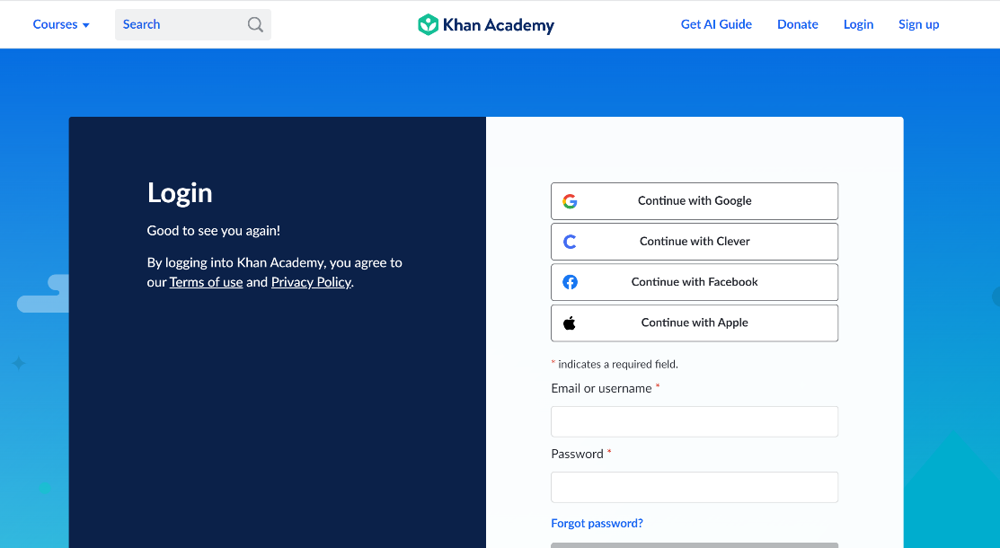 Courses
Search
Khan Academy
Get AI Guide
Donate
Login
Sign up
Login
Good to see you again!
By logging into Khan Academy, you agree to
our Terms of use and Privacy Policy.
Continue with Google
Continue with Clever
Continue with Facebook
Continue with Apple
* indicates a required field.
Email or username *
Password *
Forgot password?